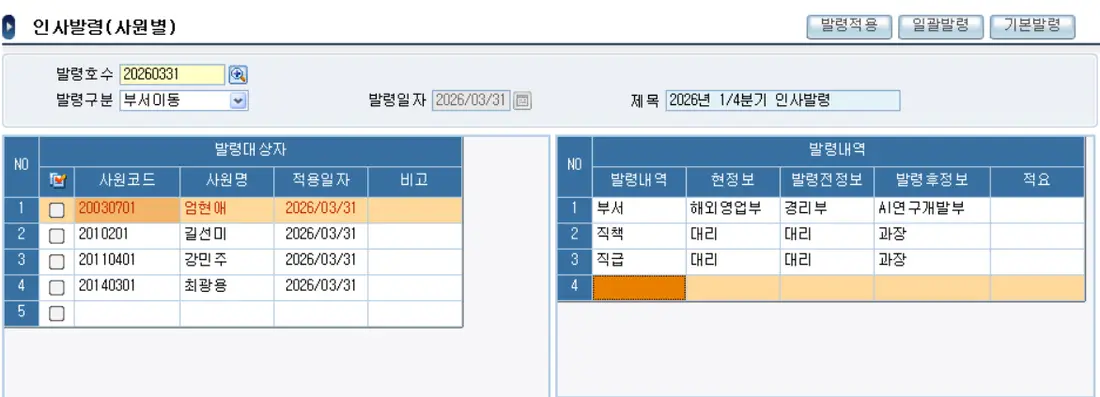 인사발령(사원별) 발령적용 일괄발령 기본발령
발령호수 20260331
발령구분 부서이동 발령일자 2026/03/31 제목 2026년 1/4분기 인사발령
NO 발령대상자
사원코드 사원명 적용일자 비고
1 20030701 엄현애 2026/03/31
2 2010201 길선미 2026/03/31
3 20110401 강민주 2026/03/31
4 20140301 최광용 2026/03/31
5
NO 발령내역
발령내역 현정보 발령전정보 발령후정보 적요
1 부서 해외영업부 경리부 AI연구개발부
2 직책 대리 대리 과장
3 직급 대리 대리 과장
4